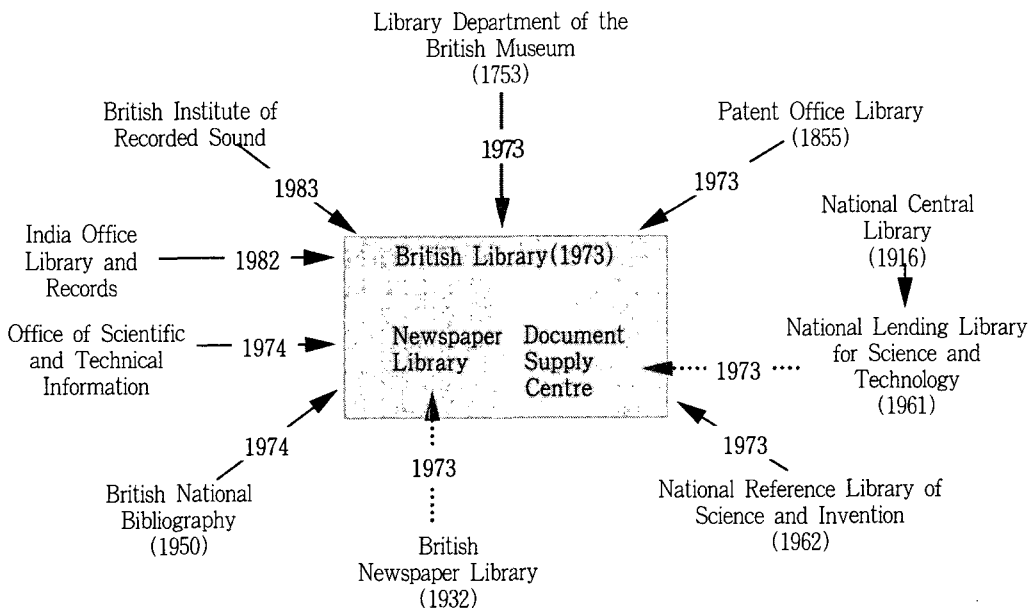 Library Department of the
British Museum
(1753)
British Institute of
Recorded Sound
Patent Office Library
(1855)
1973
1983
1973
National Central
Library
(1916)
India Office
Library and
Records
1982
British Library(1973)
Office of Scientific
and Technical
Information
1974
Newspaper
Library
Document
Supply
Centre
1973
National Lending Library
for Science and
Technology
(1961)
1974
1973
1973
British National
Bibliography
(1950)
British
Newspaper Library
(1932)
National Reference Library of
Science and Invention
(1962)